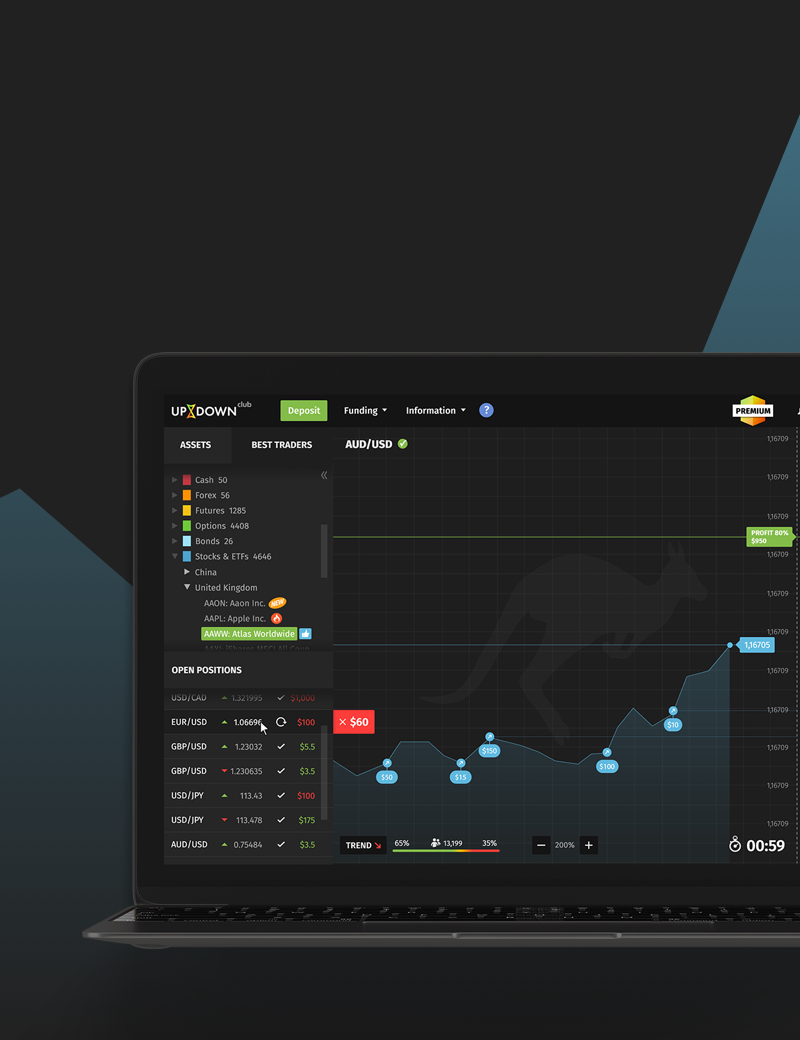 UP DOWN club
Deposit
Funding
Information
?
PREMIUM
ASSETS
BEST TRADERS
AUD/USD
Cash 50
Forex 56
Futures 1285
Options 4408
Bonds 26
Stocks & ETFs 4646
China
United Kingdom
AAON: Aaon Inc. NEW
AAPL: Apple Inc.
AAWW: Atlas Worldwide
OPEN POSITIONS
USD/CAD 1.321995 $1,000
EUR/USD 1.06696 $100
× $60
GBP/USD 1.23032 $5.5
GBP/USD 1.230635 $3.5
USD/JPY 113.43 $100
USD/JPY 113.478 $175
AUD/USD 0.75484 $3.5
1,16709
1,16709
1,16709
PROFIT 80%
$950
1,16709
1,16709
1,16705
1,16709
1,16709
1,16709
1,16709
1,16709
$50
$15
$150
$100
$10
TREND
65%
13,199
35%
− 200% +
00:59